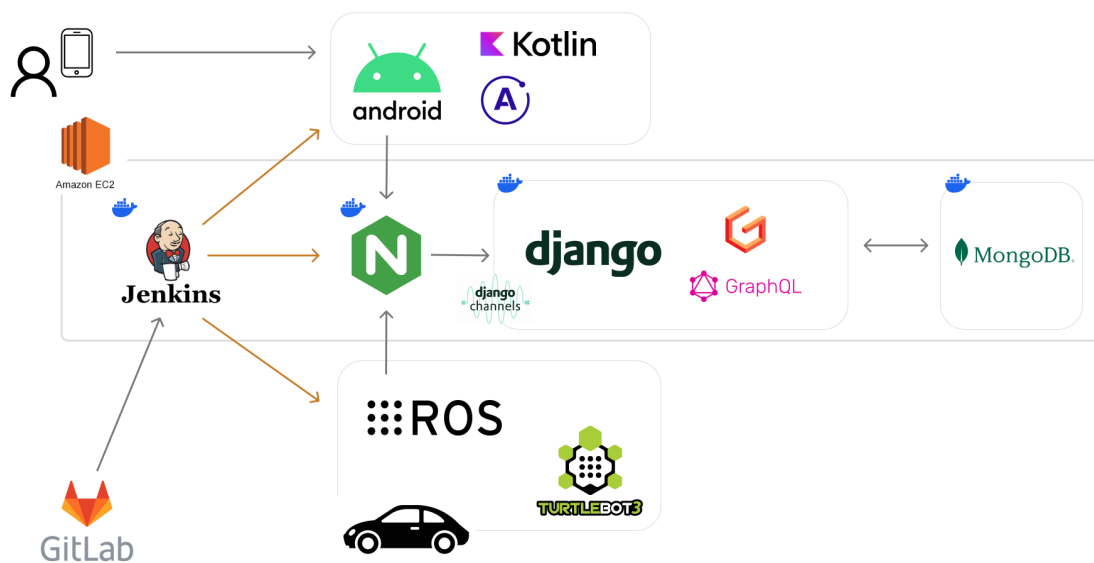 Kotlin
A
android
Amazon EC2
Jenkins
N
django
GraphQL
django
channels
MongoDB.
ROS
TURTLEBOT3
GitLab